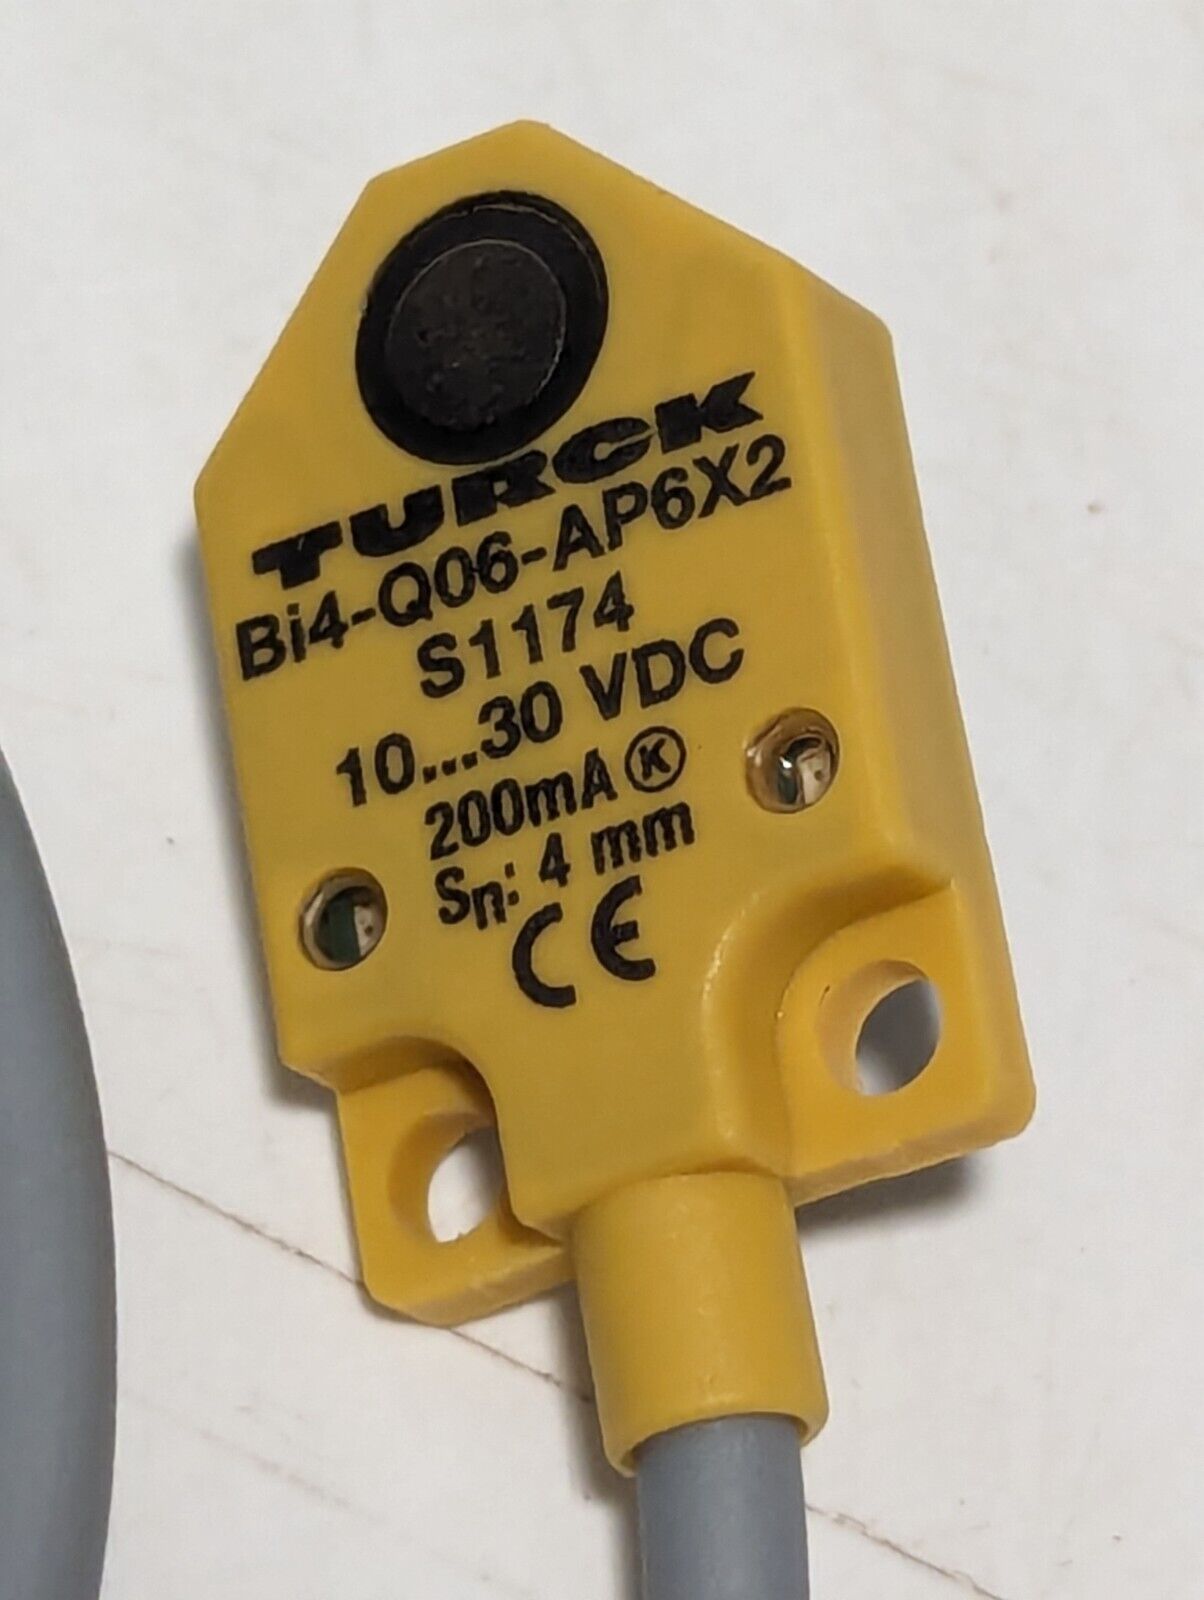 TURCK
Bi4-Q06-AP6X2
S1174
10...30 VDC
200mA Ⓚ
Sn: 4 mm
CE